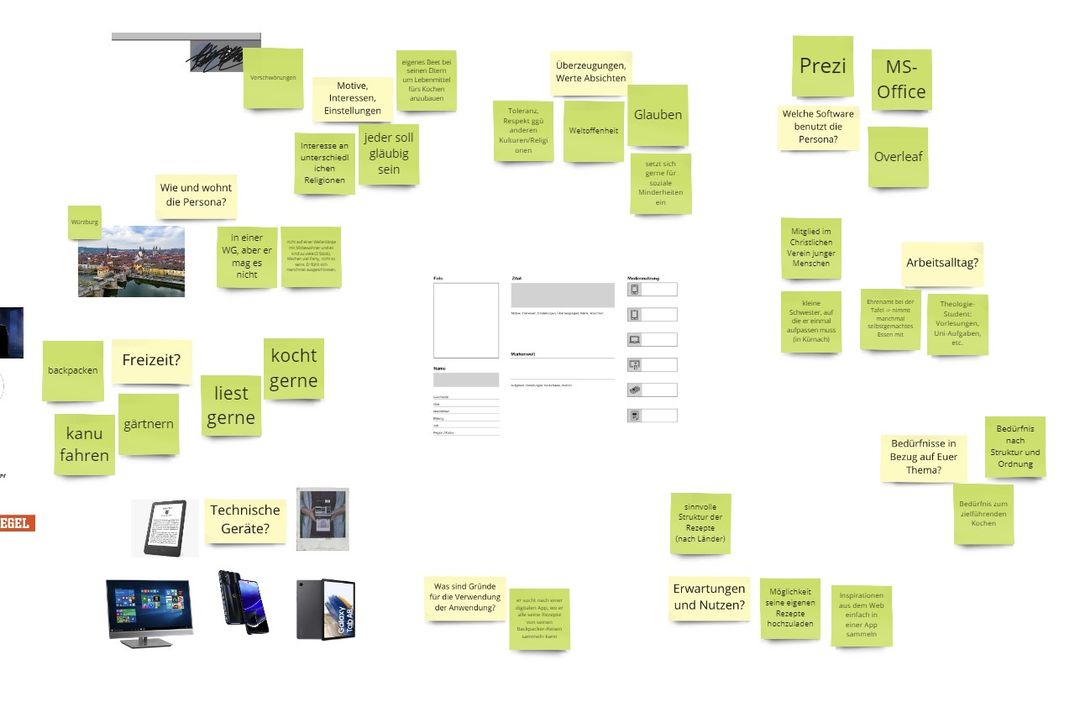 Verschwörungen
Motive,
Interessen,
Einstellungen
eigenes Beet bei
seinen Eltern
um Lebenmittel
fürs Kochen
anzubauen
Interesse an
unterschiedl
ichen
Religionen
jeder soll
gläubig
sein
Überzeugungen,
Werte Absichten
Toleranz,
Respekt ggü
anderen
Kulturen/Religi
onen
Weltoffenheit
Glauben
setzt sich
gerne für
soziale
Minderheiten
ein
Prezi
MS-
Office
Welche Software
benutzt die
Persona?
Overleaf
Wie und wohnt
die Persona?
Würzburg
in einer
WG, aber er
mag es
nicht
Mitglied im
Christlichen
Verein junger
Menschen
Arbeitsalltag?
kleine
Schwester, auf
die er einmal
aufpassen muss
(in Kürnach)
Ehrenamt bei der
Tafel -> nimmt
manchmal
selbstgemachtes
Essen mit
Theologie-
Student:
Vorlesungen,
Uni-Aufgaben,
etc.
Foto
Zitat
Mediennutzung
Name
Freizeit?
backpacken
kocht
gerne
liest
gerne
gärtnern
kanu
fahren
EGEL
Technische
Geräte?
Galaxy
Tab A8
Bedürfnisse in
Bezug auf Euer
Thema?
Bedürfnis
nach
Struktur und
Ordnung
Bedürfnis zum
zielführenden
Kochen
sinnvolle
Struktur der
Rezepte
(nach Länder)
Was sind Gründe
für die Verwendung
der Anwendung?
er sucht nach einer
digitalen App, wo er
alle seine Rezepte
von seinen
Backpacker-Reisen
sammeln kann
Erwartungen
und Nutzen?
Möglichkeit
seine eigenen
Rezepte
hochzuladen
Inspirationen
aus dem Web
einfach in
einer App
sammeln